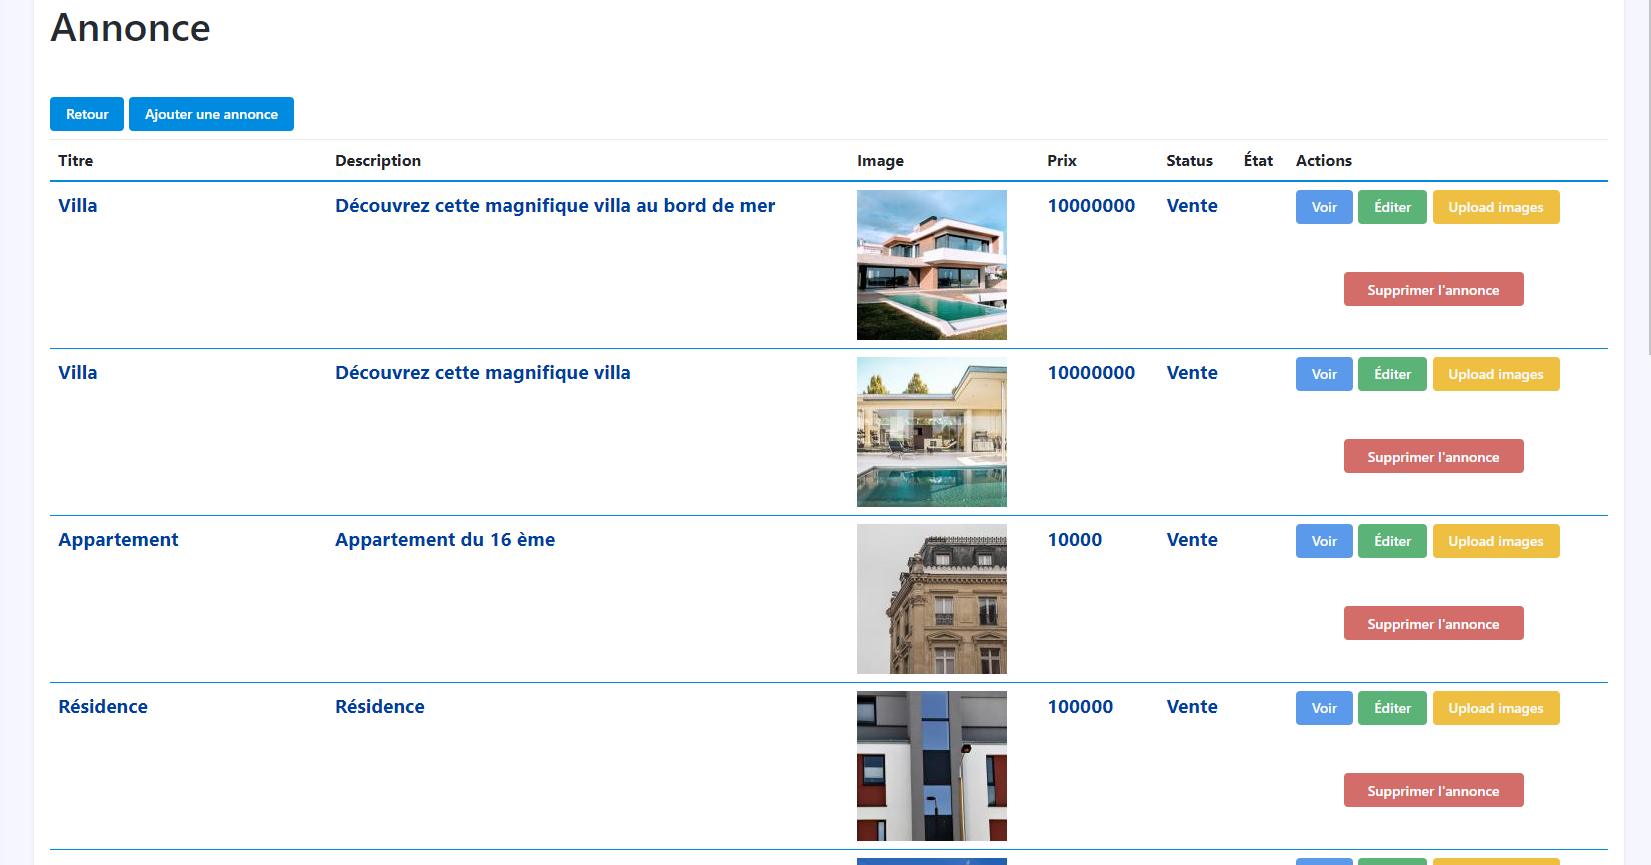 Annonce
Retour Ajouter une annonce
Titre Description Image Prix Status État Actions
Villa Découvrez cette magnifique villa au bord de mer 10000000 Vente Voir Éditer Upload images
Supprimer l'annonce
Villa Découvrez cette magnifique villa 10000000 Vente Voir Éditer Upload images
Supprimer l'annonce
Appartement Appartement du 16 ème 10000 Vente Voir Éditer Upload images
Supprimer l'annonce
Résidence Résidence 100000 Vente Voir Éditer Upload images
Supprimer l'annonce